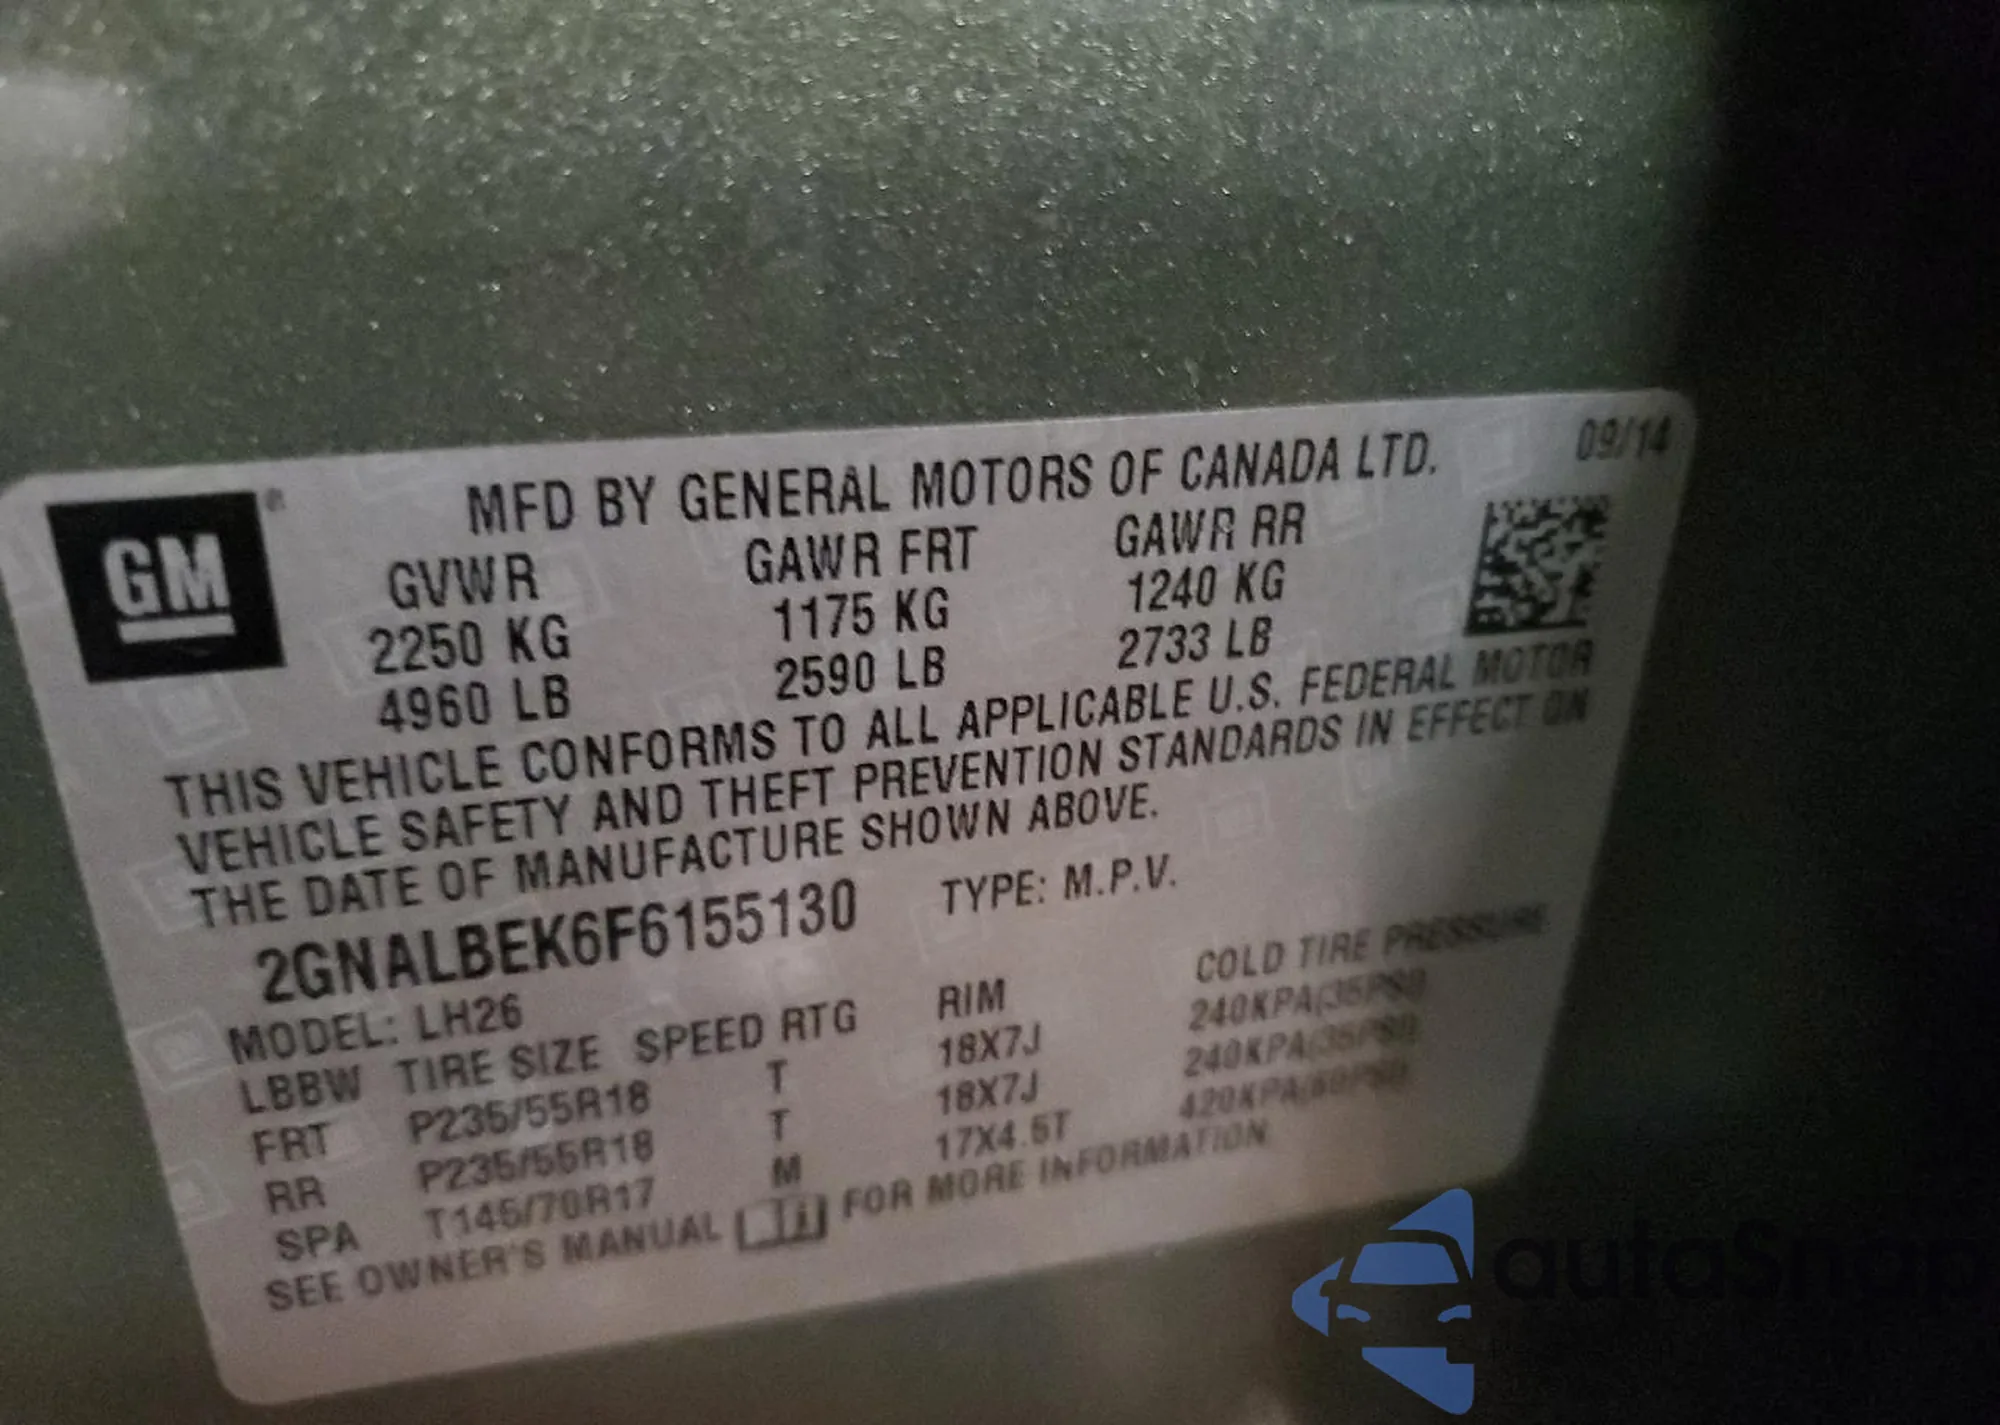 09/14
GM
MFD BY GENERAL MOTORS OF CANADA LTD.
GVWR GAWR FRT GAWR RR
2250 KG 1175 KG 1240 KG
4960 LB 2590 LB 2733 LB
THIS VEHICLE CONFORMS TO ALL APPLICABLE U.S. FEDERAL MOTOR
VEHICLE SAFETY AND THEFT PREVENTION STANDARDS IN EFFECT ON
THE DATE OF MANUFACTURE SHOWN ABOVE.
2GNALBEK6F6155130 TYPE: M.P.V.
MODEL: LH26
LBBW TIRE SIZE SPEED RTG RIM COLD TIRE PRESSURE
FRT P235/55R18 T 18X7J 240KPA(35PSI)
RR P235/55R18 T 18X7J 240KPA(35PSI)
SPA T145/70R17 M 17X4.5T 420KPA(60PSI)
SEE OWNER'S MANUAL FOR MORE INFORMATION
autoSnap